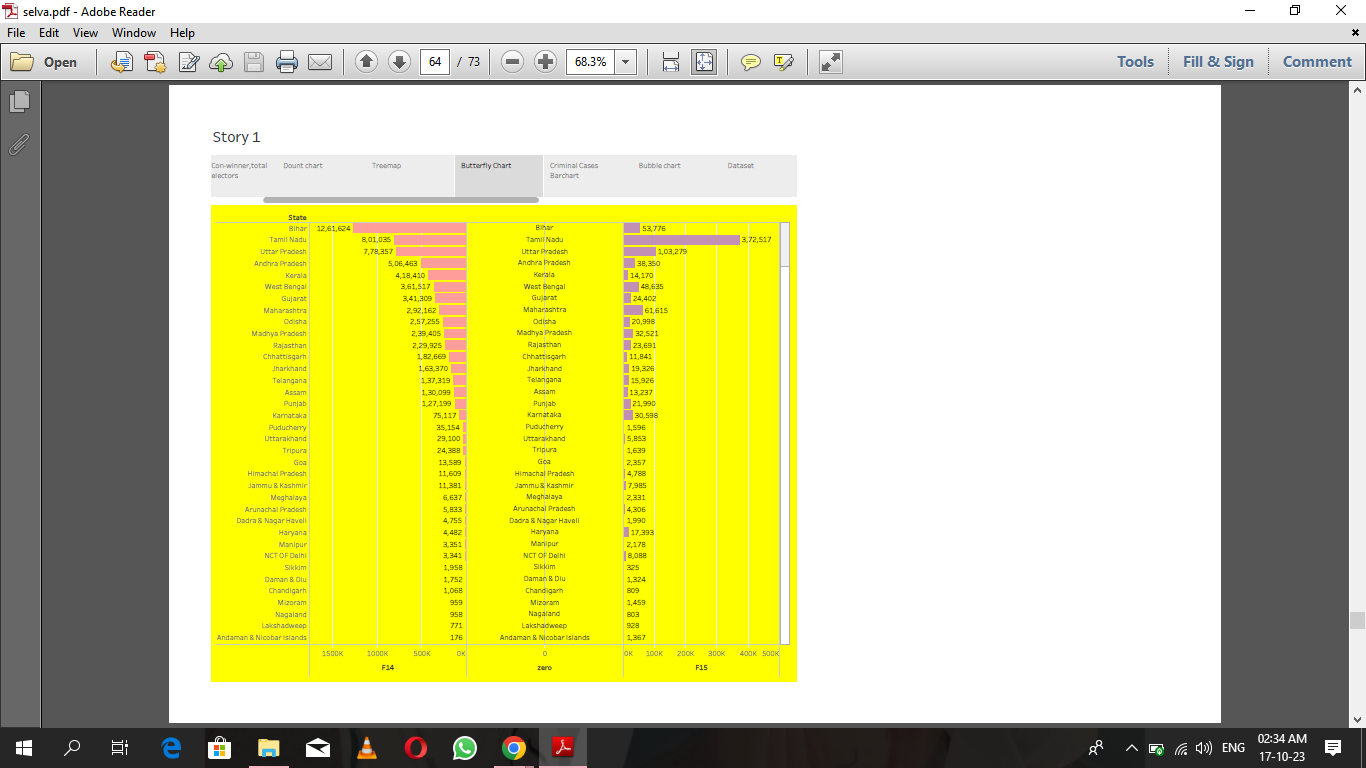 selva.pdf - Adobe Reader
File Edit View Window Help
Open 64 / 73 68.3% Tools Fill & Sign Comment
Story 1
Con-winner,total electors
Dount chart
Treemap
Butterfly Chart
Criminal Cases Barchart
Bubble chart
Dataset
State
Bihar 12,61,624 Bihar 53,776
Tamil Nadu 8,01,035 Tamil Nadu 3,72,517
Uttar Pradesh 7,78,357 Uttar Pradesh 1,03,279
Andhra Pradesh 5,06,463 Andhra Pradesh 38,350
Kerala 4,18,410 Kerala 14,170
West Bengal 3,61,517 West Bengal 48,635
Gujarat 3,41,309 Gujarat 24,402
Maharashtra 2,92,162 Maharashtra 61,615
Odisha 2,57,255 Odisha 20,998
Madhya Pradesh 2,39,405 Madhya Pradesh 32,521
Rajasthan 2,29,925 Rajasthan 23,691
Chhattisgarh 1,82,669 Chhattisgarh 11,841
Jharkhand 1,63,370 Jharkhand 19,326
Telangana 1,37,319 Telangana 15,926
Assam 1,30,099 Assam 13,237
Punjab 1,27,199 Punjab 21,990
Karnataka 75,117 Karnataka 30,598
Puducherry 35,154 Puducherry 1,596
Uttarakhand 29,100 Uttarakhand 5,853
Tripura 24,388 Tripura 1,639
Goa 13,589 Goa 2,357
Himachal Pradesh 11,609 Himachal Pradesh 4,788
Jammu & Kashmir 11,381 Jammu & Kashmir 7,985
Meghalaya 6,637 Meghalaya 2,331
Arunachal Pradesh 5,833 Arunachal Pradesh 4,306
Dadra & Nagar Haveli 4,755 Dadra & Nagar Haveli 1,990
Haryana 4,482 Haryana 17,393
Manipur 3,351 Manipur 2,178
NCT OF Delhi 3,341 NCT OF Delhi 8,088
Sikkim 1,958 Sikkim 325
Daman & Diu 1,752 Daman & Diu 1,324
Chandigarh 1,068 Chandigarh 809
Mizoram 959 Mizoram 1,459
Nagaland 958 Nagaland 803
Lakshadweep 771 Lakshadweep 928
Andaman & Nicobar Islands 176 Andaman & Nicobar Islands 1,367
1500K 1000K 500K 0K 0 0K 100K 200K 300K 400K 500K
F14 zero F15
ENG 02:34 AM
17-10-23